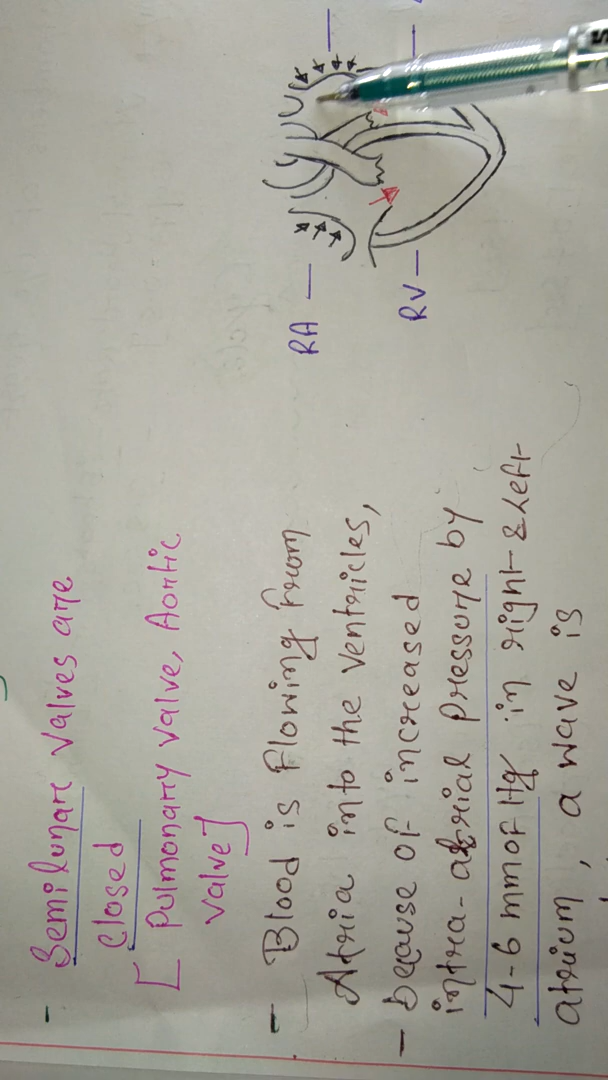 - Semilunar valves are
closed
[ Pulmonary valve, Aortic
valve]
- Blood is Flowing From
Atria into the ventricles,
- because of increased
intra-atrial pressure by
4-6 mm of Hg in right & left
atrium, a wave is
RA —
RV —